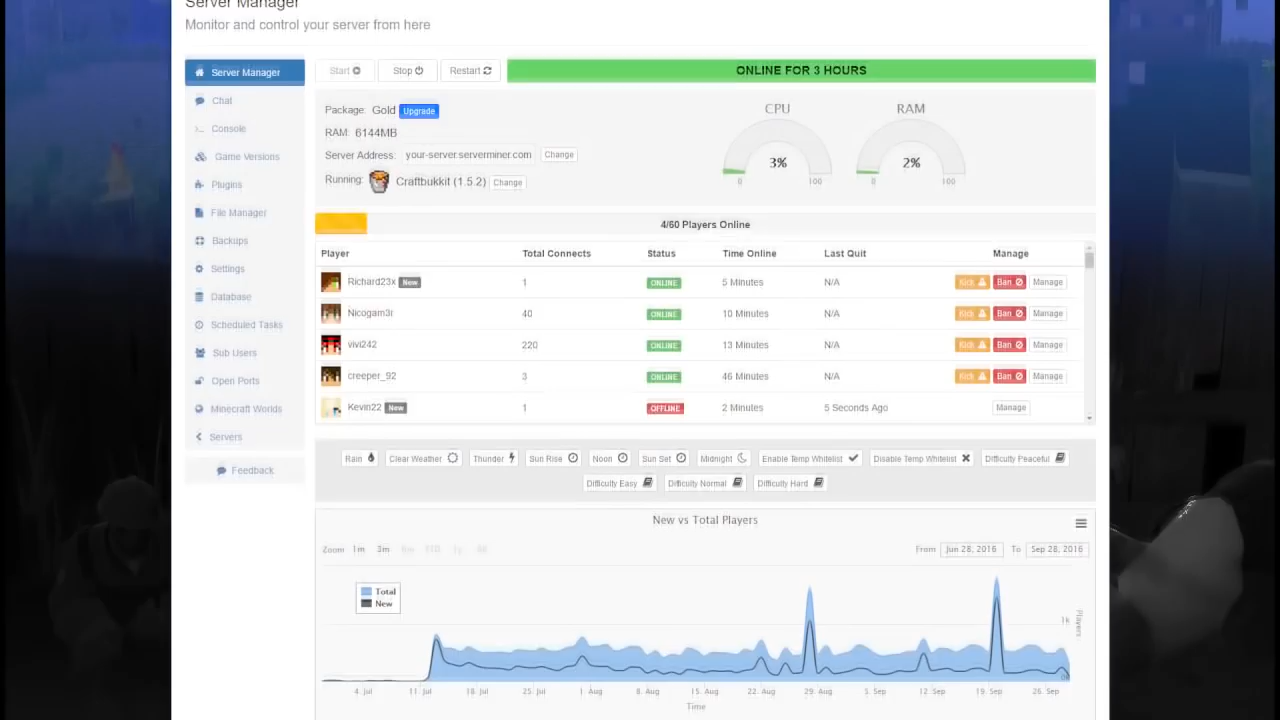 Server Manager
Monitor and control your server from here
Server Manager
Chat
Console
Game Versions
Plugins
File Manager
Backups
Settings
Database
Scheduled Tasks
Sub Users
Open Ports
Minecraft Worlds
Servers
Feedback
Start Stop Restart ONLINE FOR 3 HOURS
Package: Gold Upgrade
RAM: 6144MB
Server Address: your-server.serverminer.com Change
Running: Craftbukkit (1.5.2) Change
CPU RAM
3% 2%
0 100 0 100
4/60 Players Online
Player Total Connects Status Time Online Last Quit Manage
Richard23x New 1 ONLINE 5 Minutes N/A Kick Ban Manage
Nicogam3r 40 ONLINE 10 Minutes N/A Kick Ban Manage
vivi242 220 ONLINE 13 Minutes N/A Kick Ban Manage
creeper_92 3 ONLINE 46 Minutes N/A Kick Ban Manage
Kevin22 New 1 OFFLINE 2 Minutes 5 Seconds Ago Manage
Rain Clear Weather Thunder Sun Rise Noon Sun Set Midnight Enable Temp Whitelist Disable Temp Whitelist Difficulty Peaceful
Difficulty Easy Difficulty Normal Difficulty Hard
New vs Total Players
Zoom 1m 3m 6m YTD 1y All From Jun 28, 2016 To Sep 28, 2016
Total
New
1k
0k
Players
4. Jul 11. Jul 18. Jul 25. Jul 1. Aug 8. Aug 15. Aug 22. Aug 29. Aug 5. Sep 12. Sep 19. Sep 26. Sep
Time